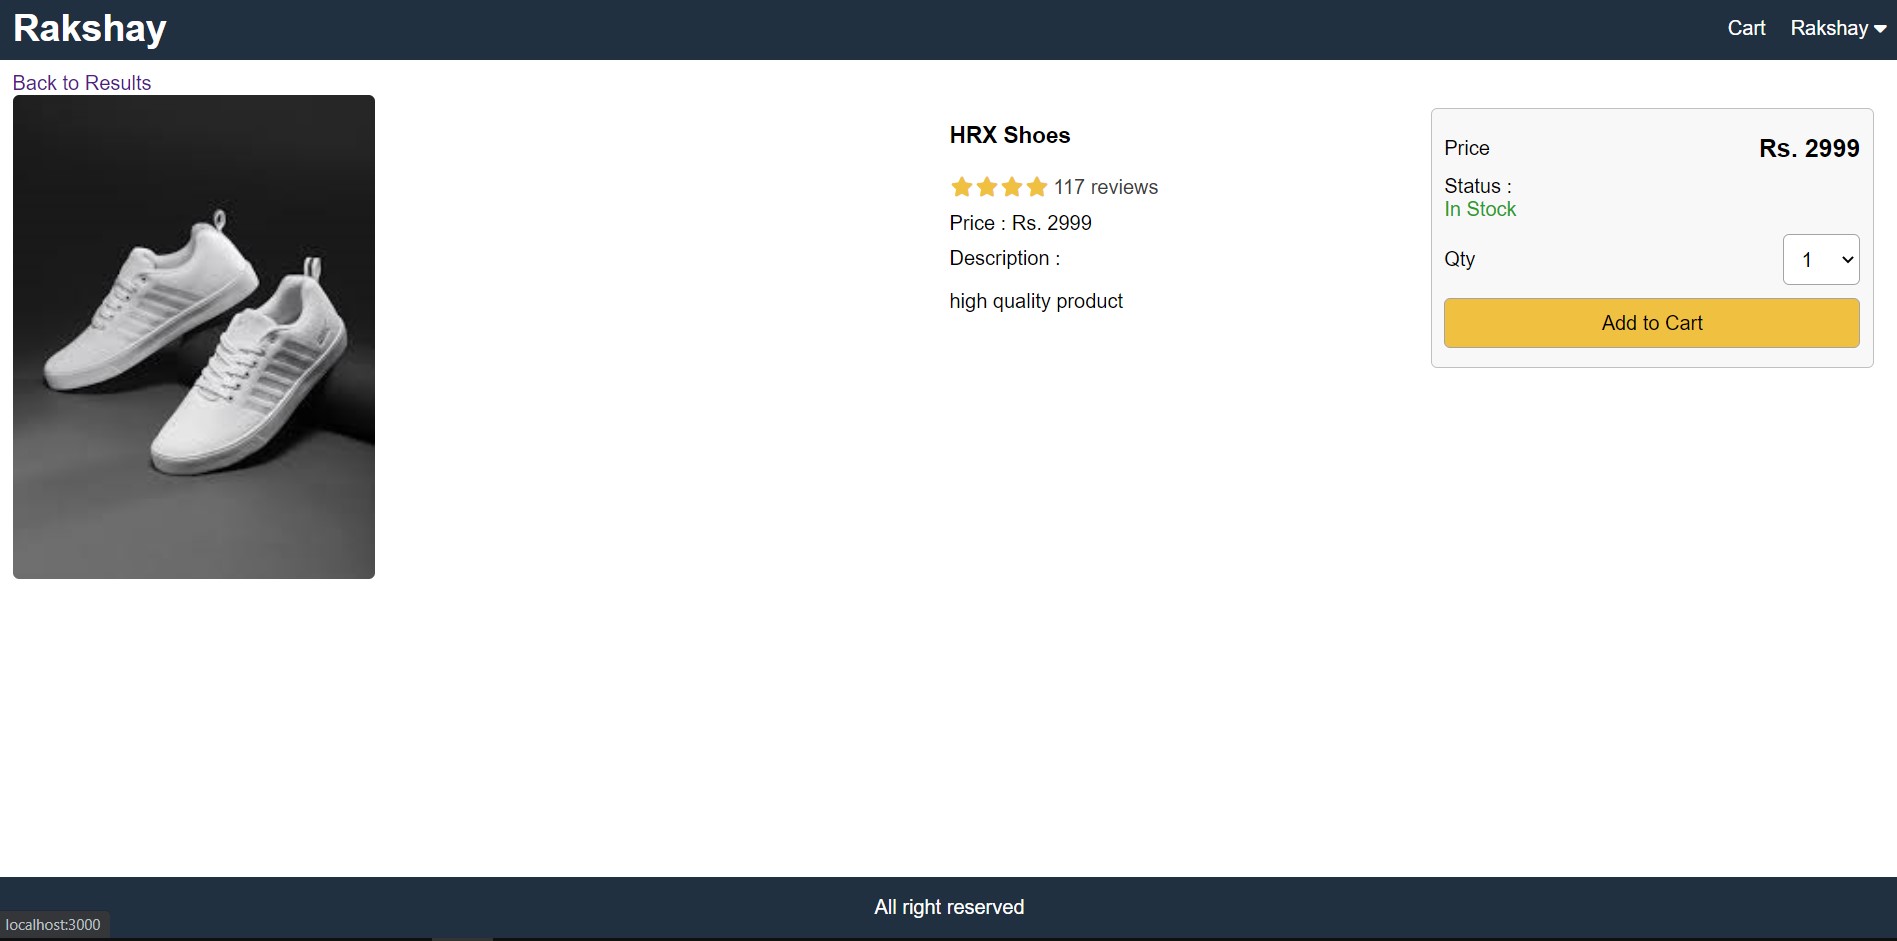 Rakshay
Cart
Rakshay
Back to Results
HRX Shoes
117 reviews
Price : Rs. 2999
Description :
high quality product
Price
Rs. 2999
Status :
In Stock
Qty
1
Add to Cart
All right reserved
localhost:3000